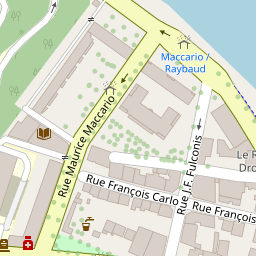 Maccario /
Raybaud
Rue Maurice Maccario
Rue J.F. Fulconis
Le R
Dro
Rue François Carlo
Rue François